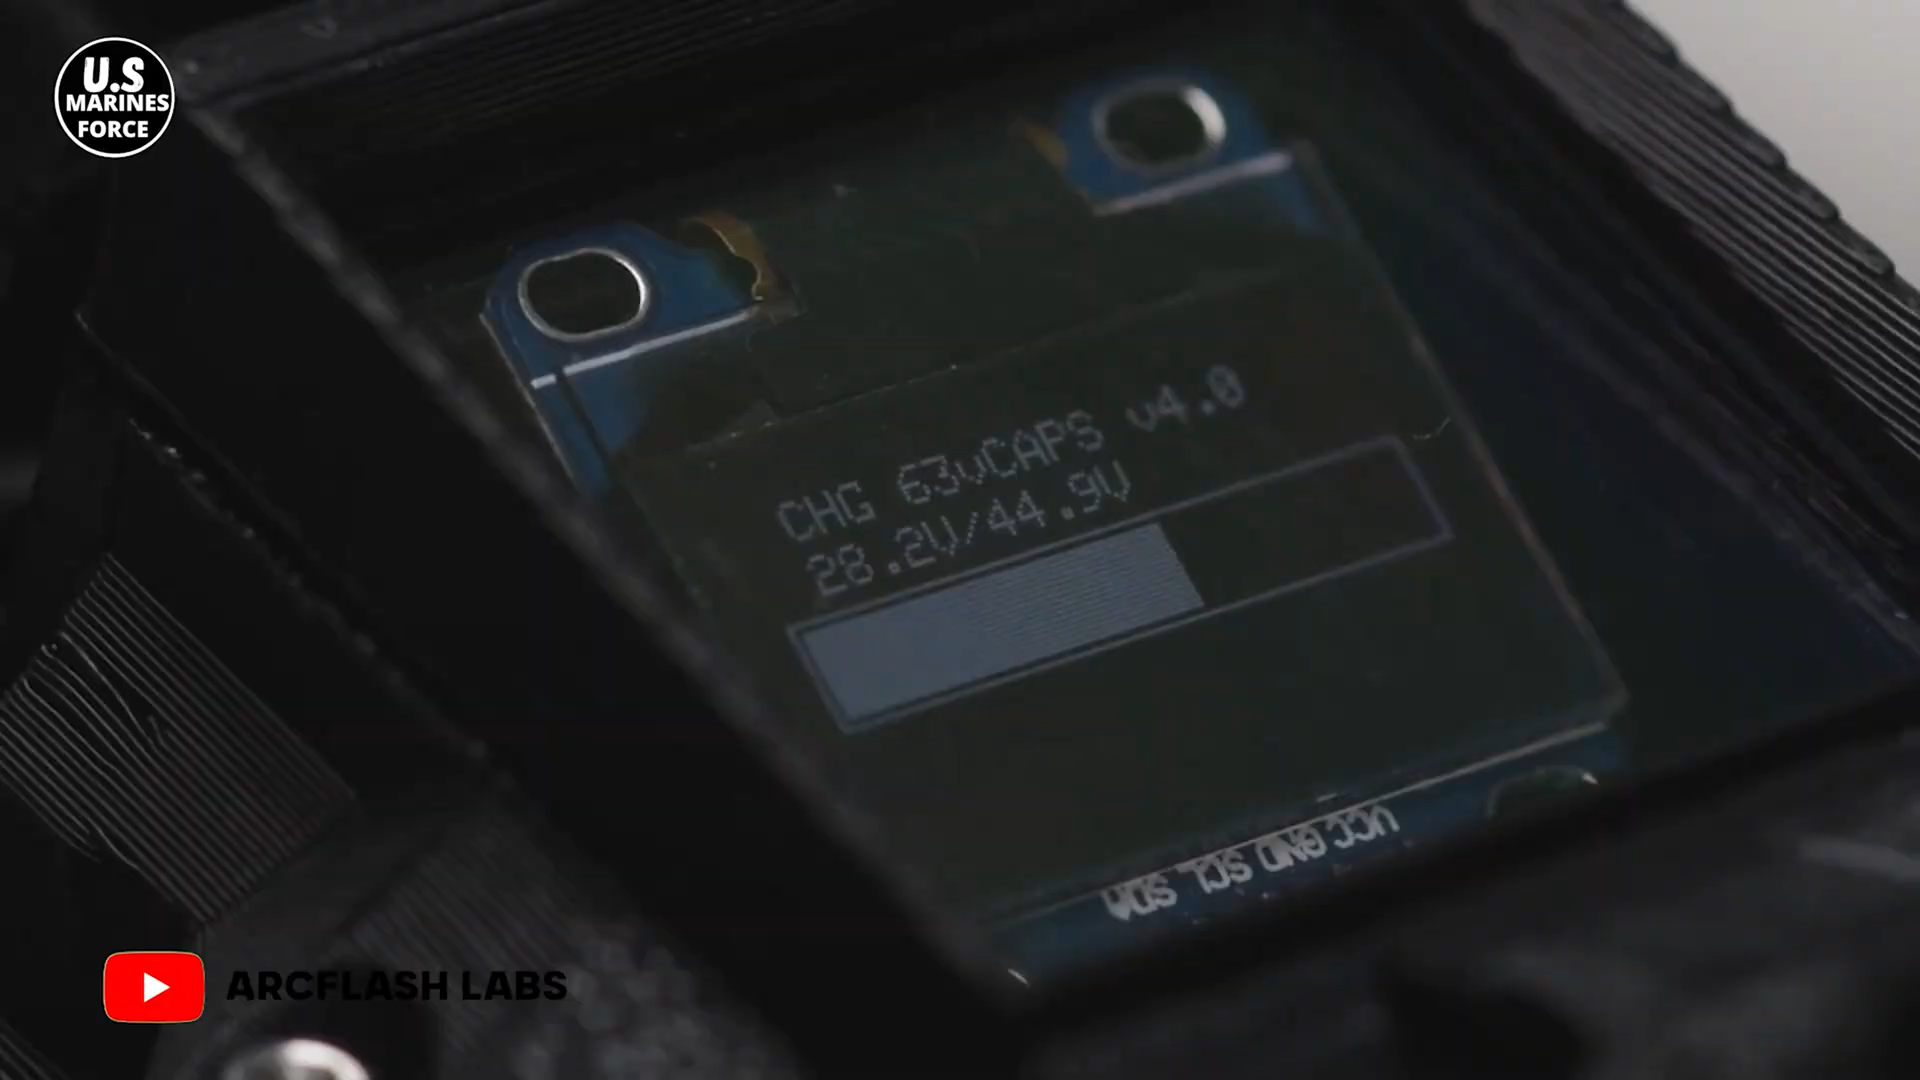 U.S
MARINES
FORCE
CHG 63vCAPS v4.0
28.2V/44.9V
VCC GND SCL SDA
ARCFLASH LABS